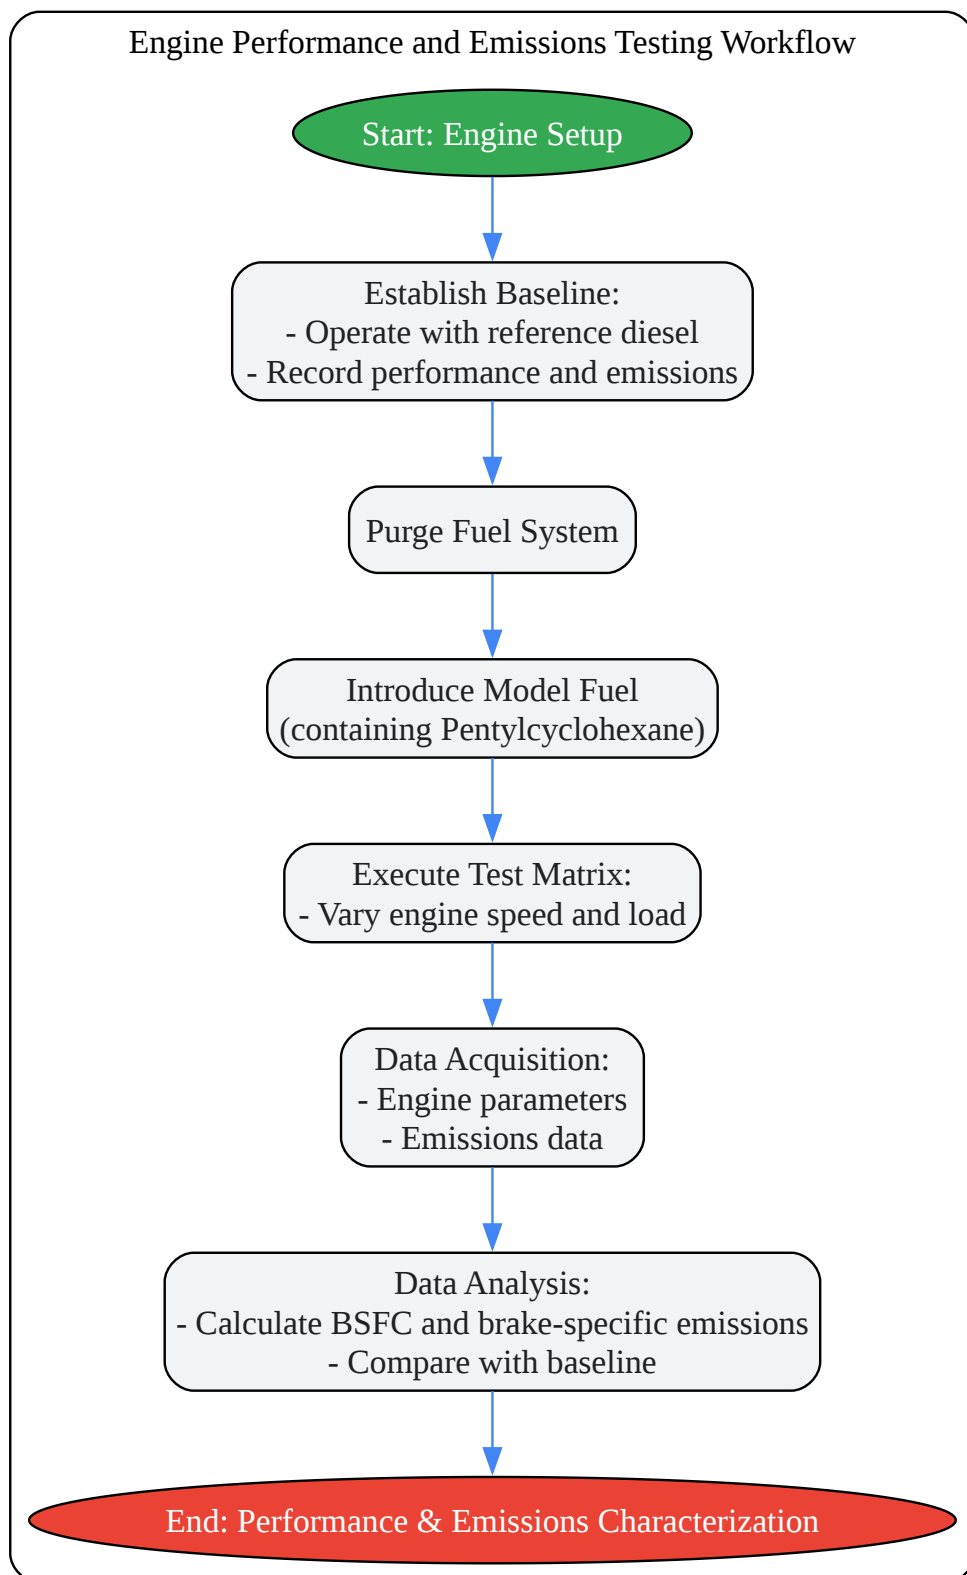 Engine Performance and Emissions Testing Workflow
Start: Engine Setup
Establish Baseline:
- Operate with reference diesel
- Record performance and emissions
Purge Fuel System
Introduce Model Fuel
(containing Pentylcyclohexane)
Execute Test Matrix:
- Vary engine speed and load
Data Acquisition:
- Engine parameters
- Emissions data
Data Analysis:
- Calculate BSFC and brake-specific emissions
- Compare with baseline
End: Performance & Emissions Characterization